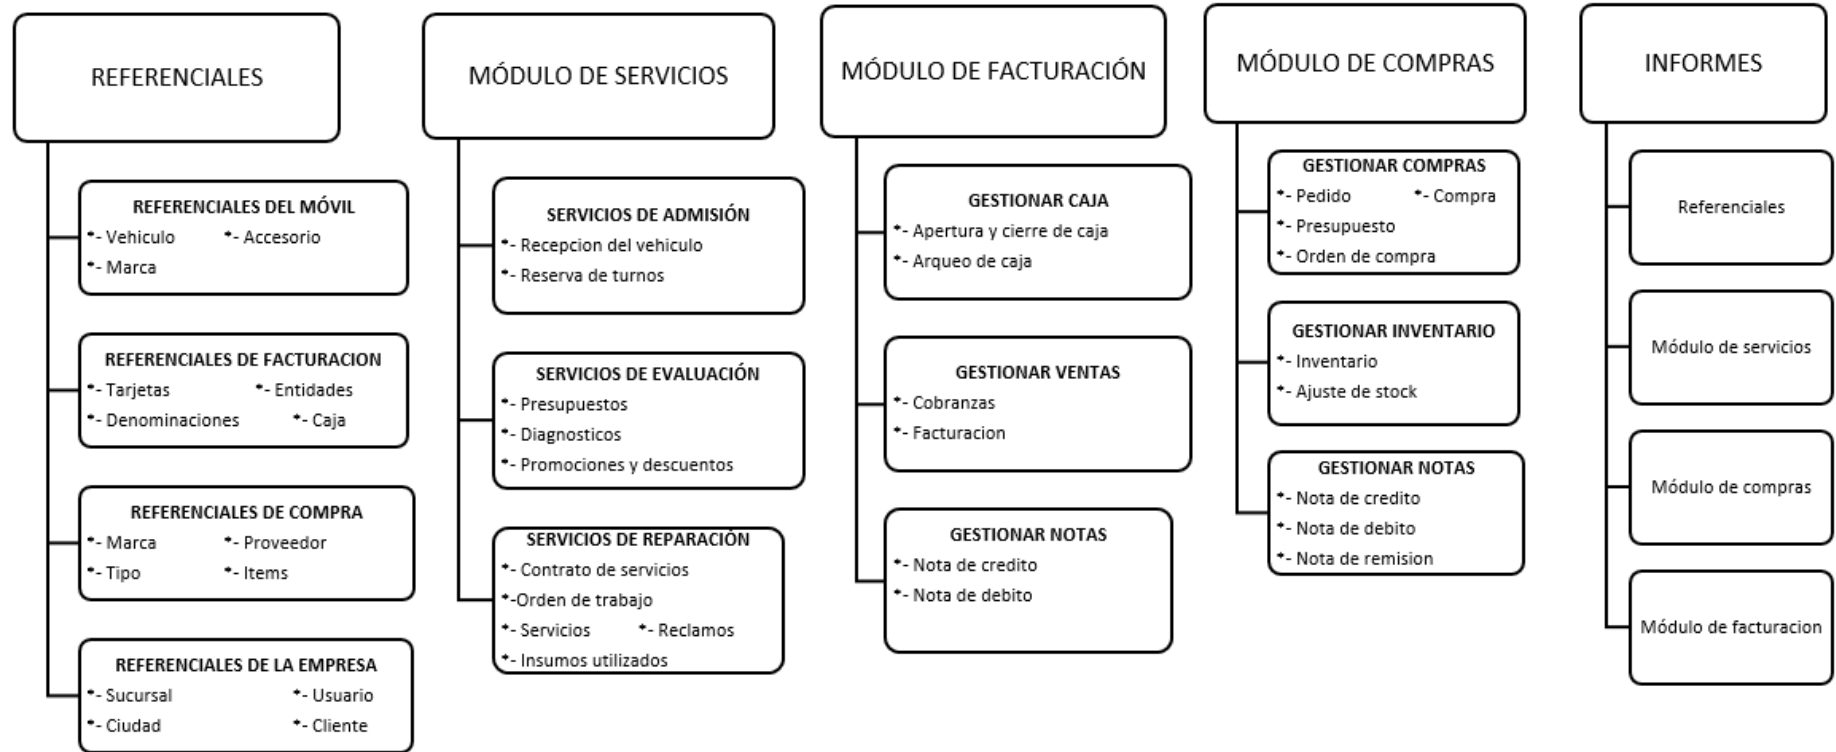 REFERENCIALES
REFERENCIALES DEL MÓVIL
*- Vehiculo *- Accesorio
*- Marca
REFERENCIALES DE FACTURACION
*- Tarjetas *- Entidades
*- Denominaciones *- Caja
REFERENCIALES DE COMPRA
*- Marca *- Proveedor
*- Tipo *- Items
REFERENCIALES DE LA EMPRESA
*- Sucursal *- Usuario
*- Ciudad *- Cliente
MÓDULO DE SERVICIOS
SERVICIOS DE ADMISIÓN
*- Recepcion del vehiculo
*- Reserva de turnos
SERVICIOS DE EVALUACIÓN
*- Presupuestos
*- Diagnosticos
*- Promociones y descuentos
SERVICIOS DE REPARACIÓN
*- Contrato de servicios
*-Orden de trabajo
*- Servicios *- Reclamos
*- Insumos utilizados
MÓDULO DE FACTURACIÓN
GESTIONAR CAJA
*- Apertura y cierre de caja
*- Arqueo de caja
GESTIONAR VENTAS
*- Cobranzas
*- Facturacion
GESTIONAR NOTAS
*- Nota de credito
*- Nota de debito
MÓDULO DE COMPRAS
GESTIONAR COMPRAS
*- Pedido *- Compra
*- Presupuesto
*- Orden de compra
GESTIONAR INVENTARIO
*- Inventario
*- Ajuste de stock
GESTIONAR NOTAS
*- Nota de credito
*- Nota de debito
*- Nota de remision
INFORMES
Referenciales
Módulo de servicios
Módulo de compras
Módulo de facturacion